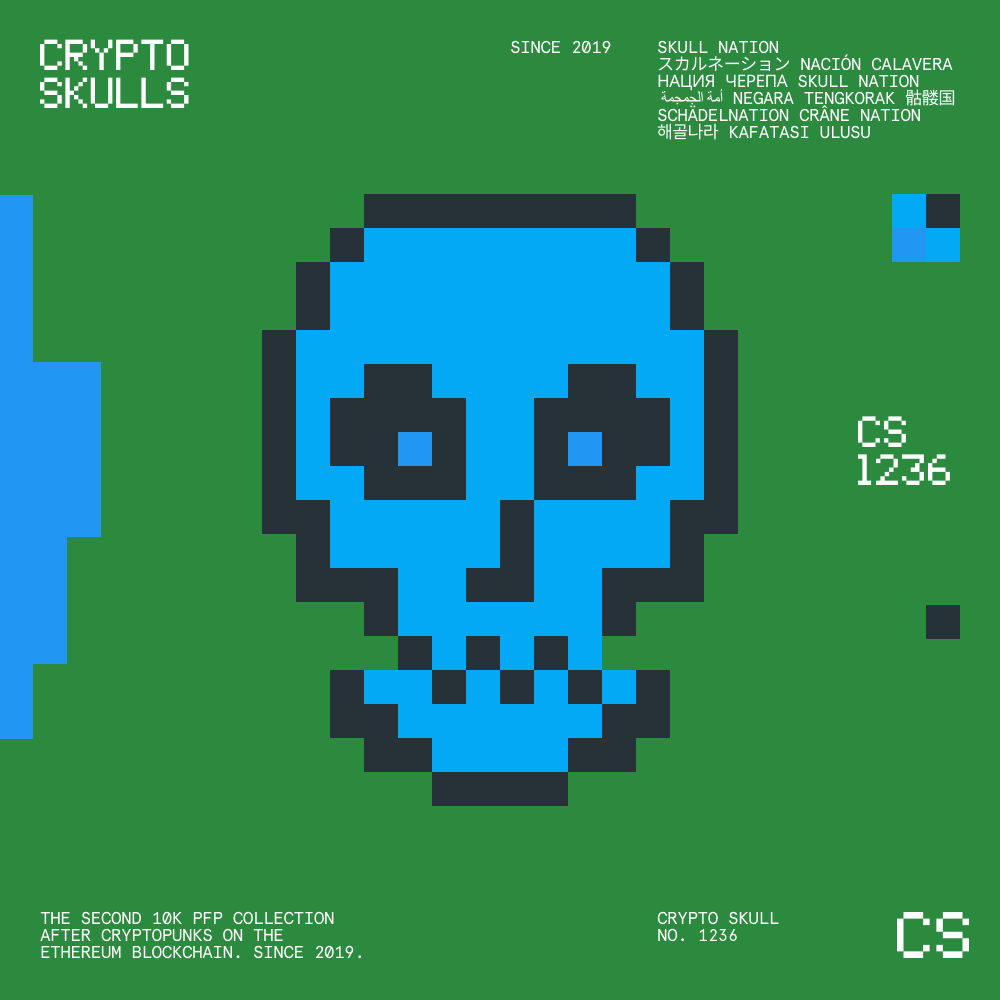 CRYPTO
SKULLS
SINCE 2019
SKULL NATION
スカルネーション NACIÓN CALAVERA
НАЦИЯ ЧЕРЕПА SKULL NATION
أمة الجمجمة NEGARA TENGKORAK 骷髅国
SCHÄDELNATION CRÂNE NATION
해골나라 KAFATASI ULUSU
CS
1236
THE SECOND 10K PFP COLLECTION
AFTER CRYPTOPUNKS ON THE
ETHEREUM BLOCKCHAIN. SINCE 2019.
CRYPTO SKULL
NO. 1236
CS